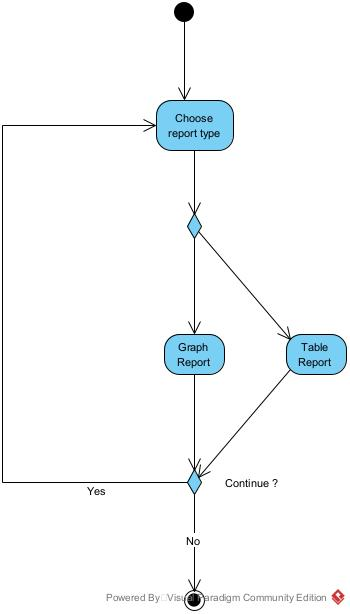 Choose
report type
Graph
Report
Table
Report
Continue ?
Yes
No
Powered By Visual Paradigm Community Edition